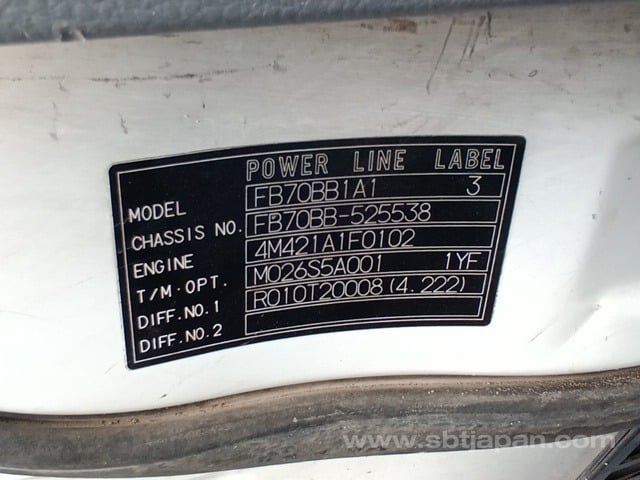 POWER LINE LABEL
MODEL FB70BB1A1 3
CHASSIS NO. FB70BB-525538
ENGINE 4M421A1F0102
T/M·OPT. M026S5A001 1YF
DIFF.NO.1 R010T20008(4.222)
DIFF.NO.2
www.sbtjapan.com